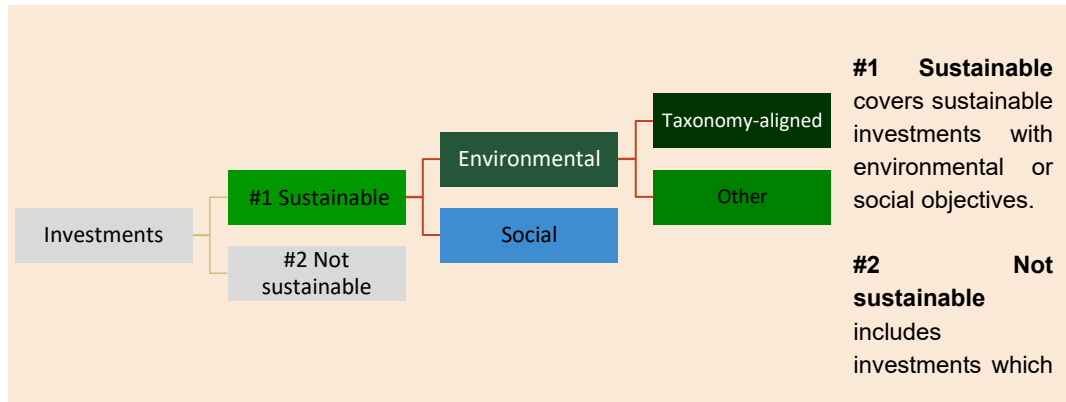 Investments
#1 Sustainable
#2 Not
sustainable
Environmental
Social
Taxonomy-aligned
Other
#1 Sustainable
covers sustainable
investments with
environmental or
social objectives.
#2 Not
sustainable
includes
investments which